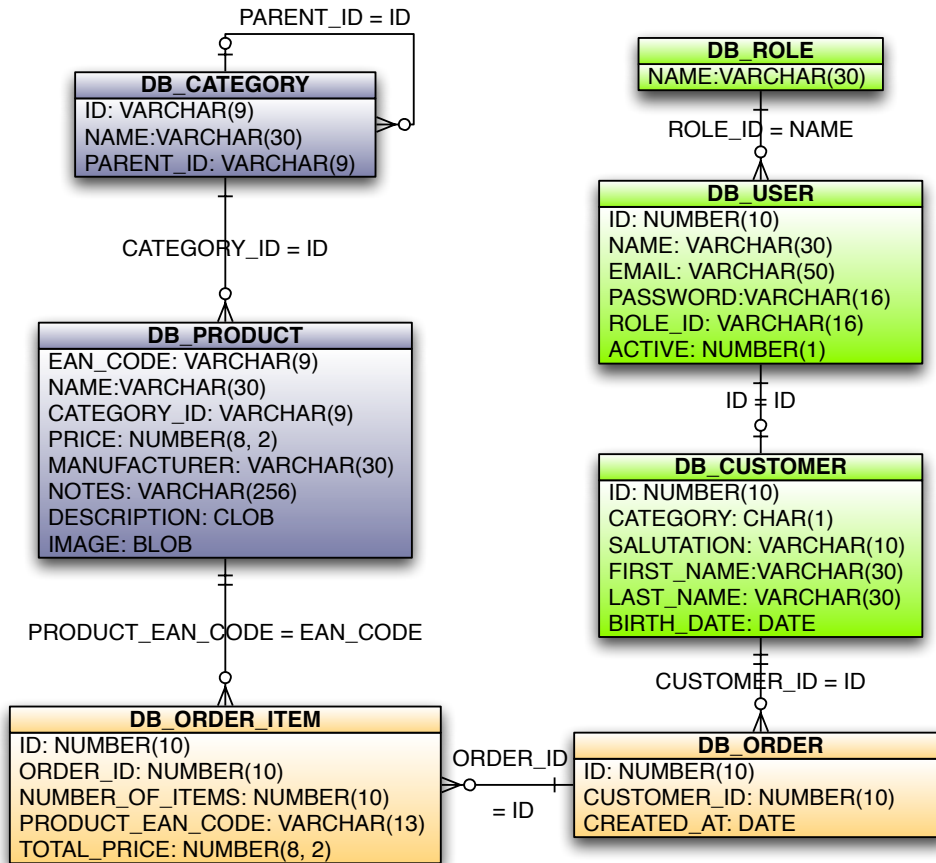 PARENT_ID = ID
DB_CATEGORY
ID: VARCHAR(9)
NAME:VARCHAR(30)
PARENT_ID: VARCHAR(9)
CATEGORY_ID = ID
DB_PRODUCT
EAN_CODE: VARCHAR(9)
NAME:VARCHAR(30)
CATEGORY_ID: VARCHAR(9)
PRICE: NUMBER(8, 2)
MANUFACTURER: VARCHAR(30)
NOTES: VARCHAR(256)
DESCRIPTION: CLOB
IMAGE: BLOB
PRODUCT_EAN_CODE = EAN_CODE
DB_ORDER_ITEM
ID: NUMBER(10)
ORDER_ID: NUMBER(10)
NUMBER_OF_ITEMS: NUMBER(10)
PRODUCT_EAN_CODE: VARCHAR(13)
TOTAL_PRICE: NUMBER(8, 2)
ORDER_ID
= ID
DB_ROLE
NAME:VARCHAR(30)
ROLE_ID = NAME
DB_USER
ID: NUMBER(10)
NAME: VARCHAR(30)
EMAIL: VARCHAR(50)
PASSWORD:VARCHAR(16)
ROLE_ID: VARCHAR(16)
ACTIVE: NUMBER(1)
ID = ID
DB_CUSTOMER
ID: NUMBER(10)
CATEGORY: CHAR(1)
SALUTATION: VARCHAR(10)
FIRST_NAME:VARCHAR(30)
LAST_NAME: VARCHAR(30)
BIRTH_DATE: DATE
CUSTOMER_ID = ID
DB_ORDER
ID: NUMBER(10)
CUSTOMER_ID: NUMBER(10)
CREATED_AT: DATE